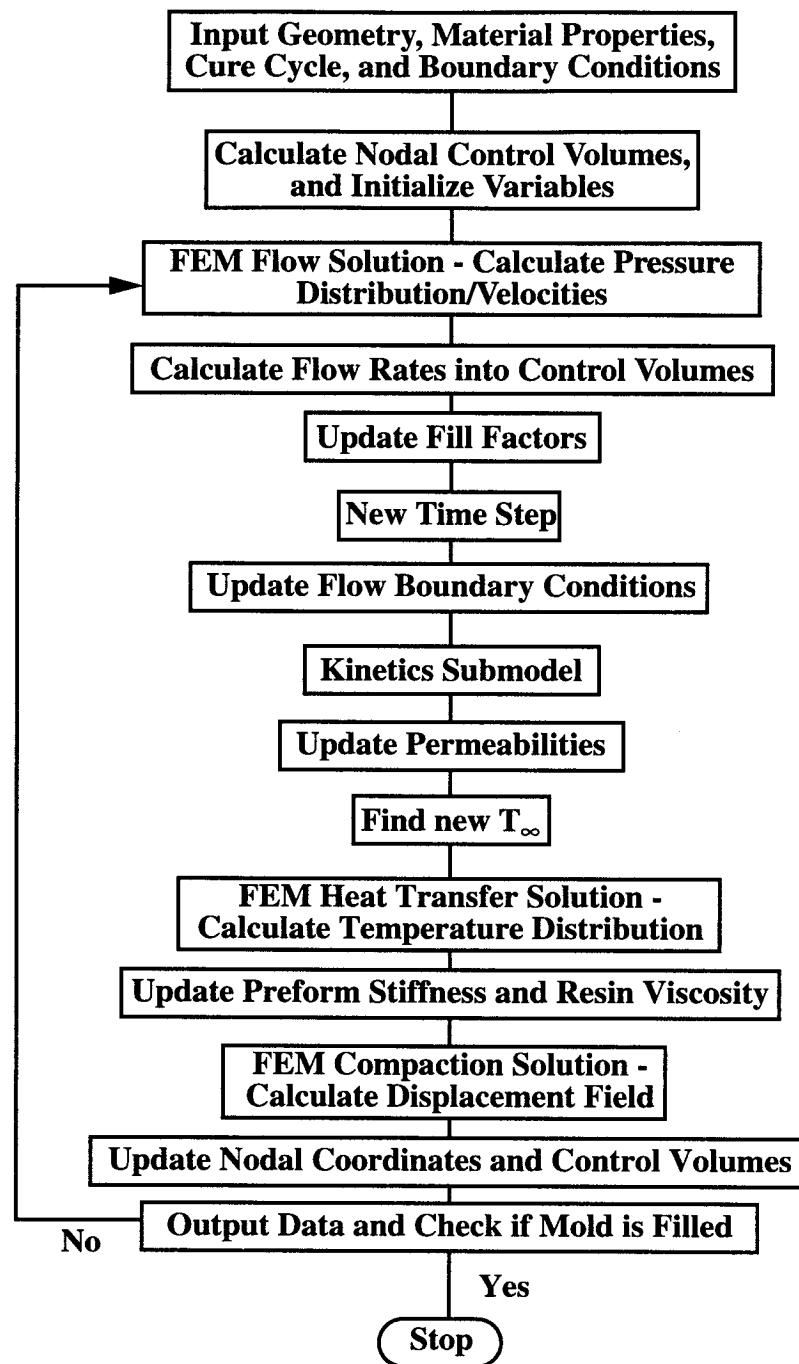 Input Geometry, Material Properties,
Cure Cycle, and Boundary Conditions
Calculate Nodal Control Volumes,
and Initialize Variables
FEM Flow Solution - Calculate Pressure
Distribution/Velocities
Calculate Flow Rates into Control Volumes
Update Fill Factors
New Time Step
Update Flow Boundary Conditions
Kinetics Submodel
Update Permeabilities
Find new T∞
FEM Heat Transfer Solution -
Calculate Temperature Distribution
Update Preform Stiffness and Resin Viscosity
FEM Compaction Solution -
Calculate Displacement Field
Update Nodal Coordinates and Control Volumes
Output Data and Check if Mold is Filled
No
Yes
Stop